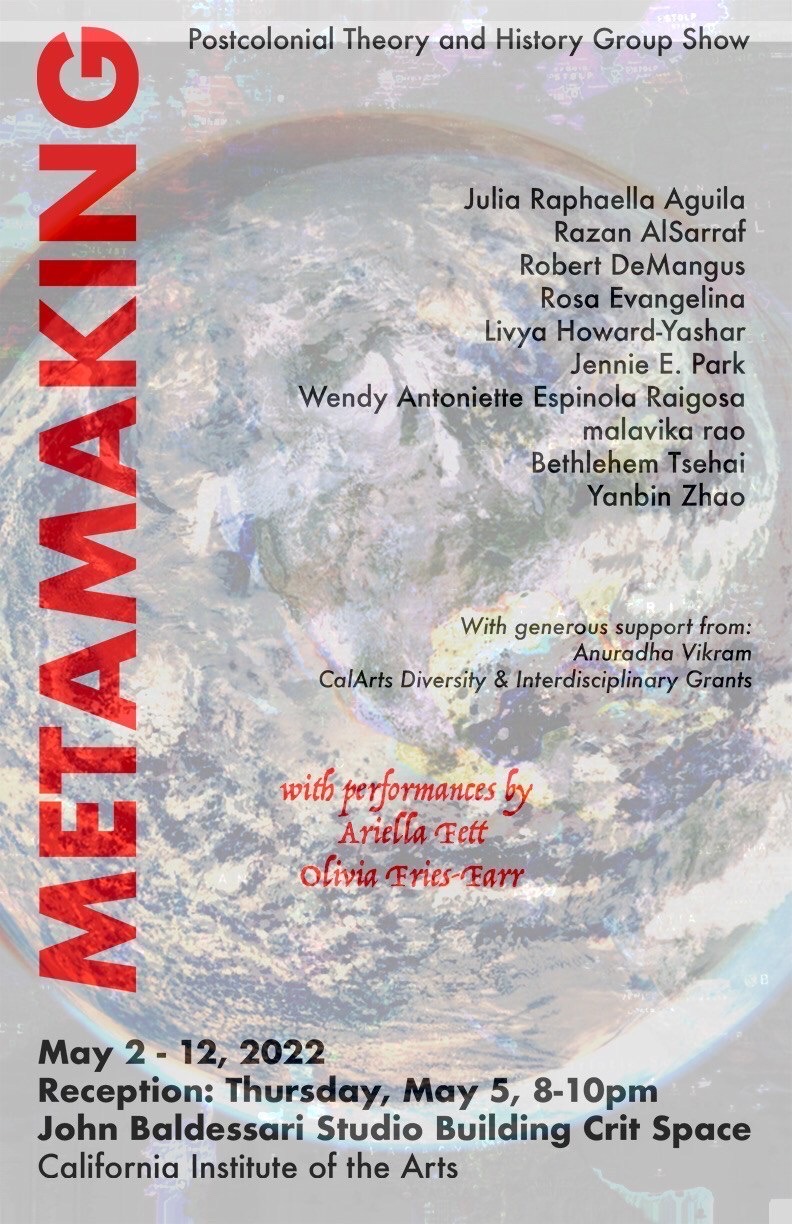 Postcolonial Theory and History Group Show
METAMAKING
Julia Raphaella Aguila
Razan AlSarraf
Robert DeMangus
Rosa Evangelina
Livya Howard-Yashar
Jennie E. Park
Wendy Antoniette Espinola Raigosa
malavika rao
Bethlehem Tsehai
Yanbin Zhao
With generous support from:
Anuradha Vikram
CalArts Diversity & Interdisciplinary Grants
with performances by
Ariella Fett
Olivia Fries-Farr
May 2 - 12, 2022
Reception: Thursday, May 5, 8-10pm
John Baldessari Studio Building Crit Space
California Institute of the Arts